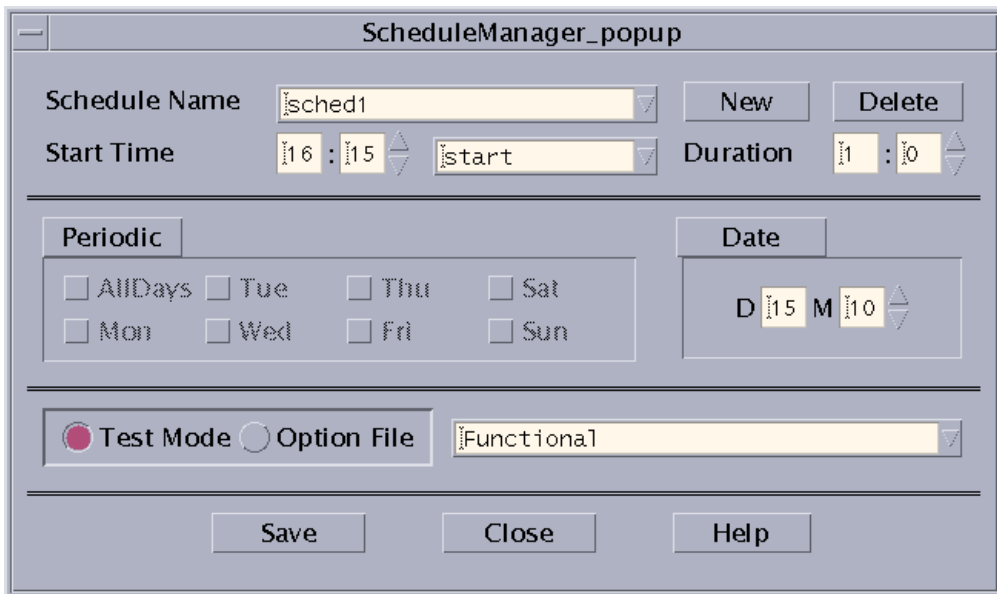 ScheduleManager_popup
Schedule Name sched1 New Delete
Start Time 16 : 15 start Duration 1 : 0
Periodic Date
AllDays Tue Thu Sat
D 15 M 10
Mon Wed Fri Sun
Test Mode Option File Functional
Save Close Help